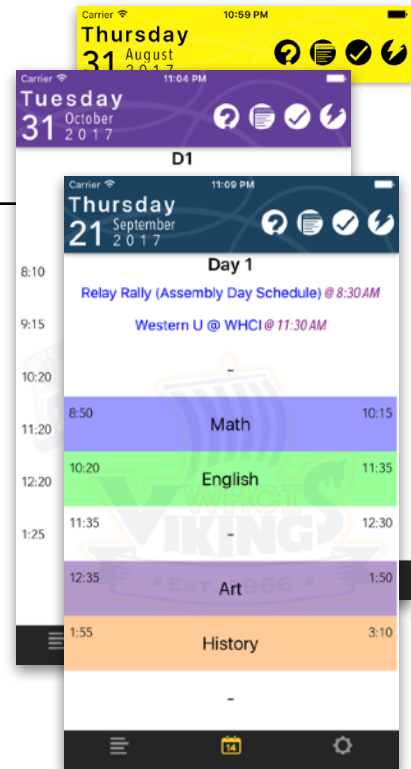 Carrier 10:59 PM
Thursday
31 August
2017
Carrier 11:04 PM
Tuesday
31 October
2017
D1
8:10
9:15
10:20
11:20
12:20
1:25
Carrier 11:09 PM
Thursday
21 September
2017
Day 1
Relay Rally (Assembly Day Schedule) @ 8:30 AM
Western U @ WHCI @ 11:30 AM
-
8:50 Math 10:15
10:20 English 11:35
11:35 - 12:30
12:35 Art 1:50
1:55 History 3:10
-
WHCI
VIKINGS
EST. 1966
14